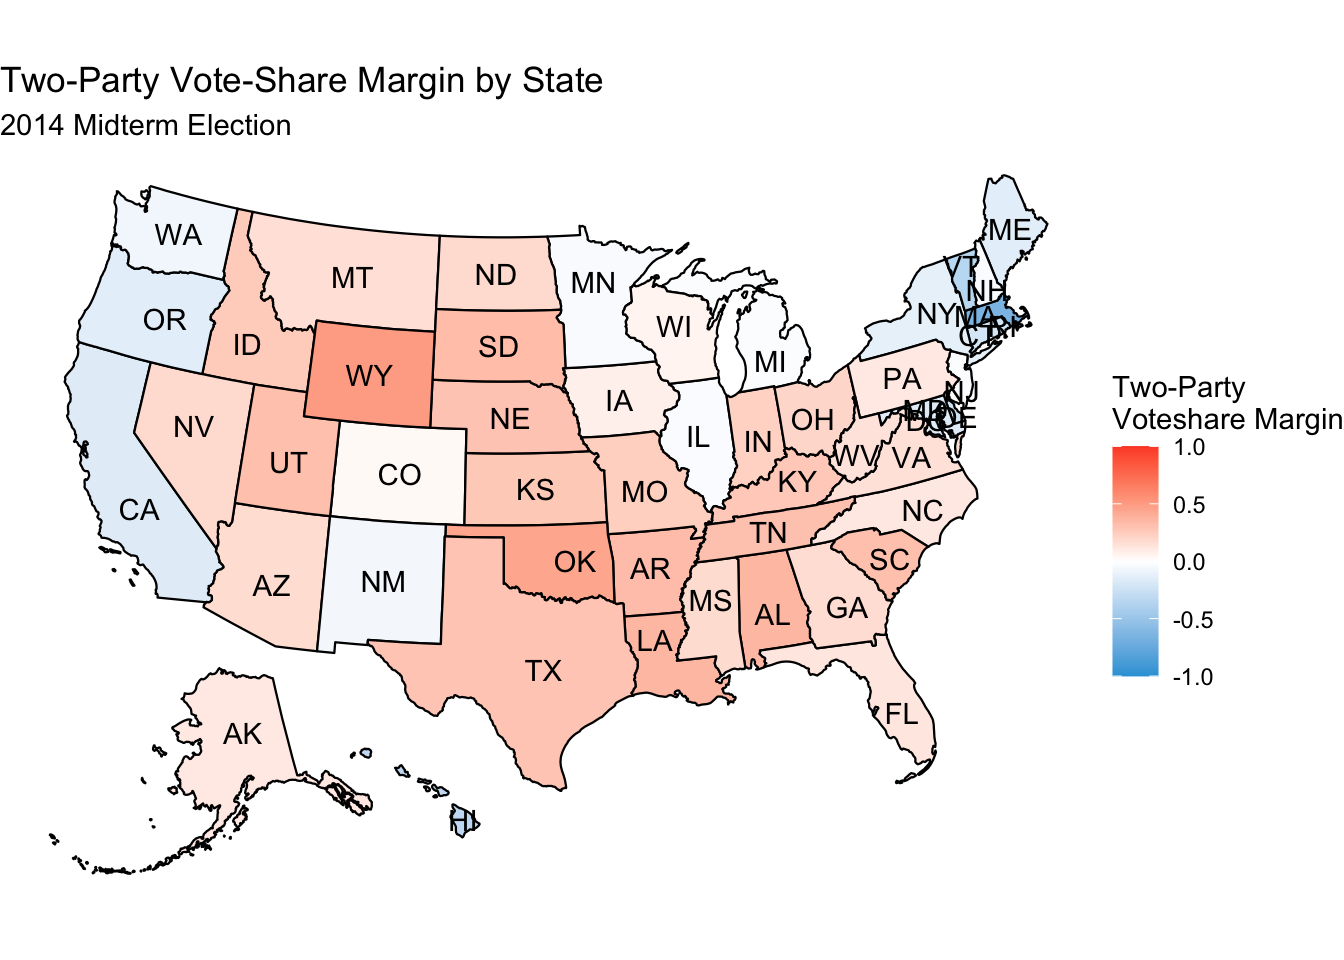 Two-Party Vote-Share Margin by State
2014 Midterm Election
WA
MT
ND
MN
ME
VT
NH
OR
ID
SD
WI
NY
MA
CT
RI
WY
MI
PA
NJ
NV
NE
IA
OH
MD
DE
DC
UT
CO
IL
IN
WV
VA
CA
KS
MO
KY
NC
AZ
NM
OK
AR
TN
SC
MS
AL
GA
LA
TX
FL
AK
HI
Two-Party
Voteshare Margin
1.0
0.5
0.0
-0.5
-1.0